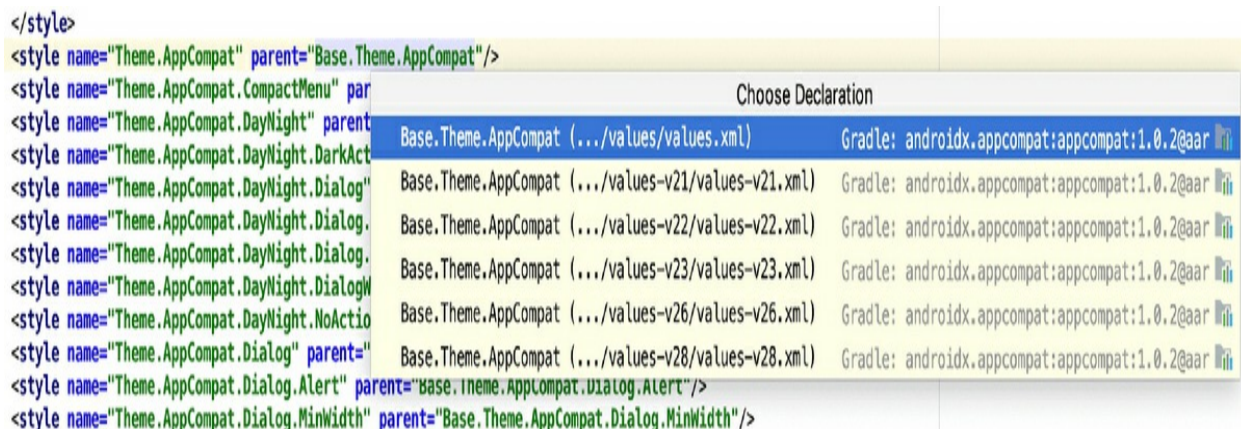 </style>
<style name="Theme.AppCompat" parent="Base.Theme.AppCompat"/>
<style name="Theme.AppCompat.CompactMenu" par
<style name="Theme.AppCompat.DayNight" parent
<style name="Theme.AppCompat.DayNight.DarkAct
<style name="Theme.AppCompat.DayNight.Dialog"
<style name="Theme.AppCompat.DayNight.Dialog.
<style name="Theme.AppCompat.DayNight.Dialog.
<style name="Theme.AppCompat.DayNight.DialogW
<style name="Theme.AppCompat.DayNight.NoActio
<style name="Theme.AppCompat.Dialog" parent="
<style name="Theme.AppCompat.Dialog.Alert" parent="Base.Theme.AppCompat.Dialog.Alert"/>
<style name="Theme.AppCompat.Dialog.MinWidth" parent="Base.Theme.AppCompat.Dialog.MinWidth"/>
Choose Declaration
Base.Theme.AppCompat (.../values/values.xml) Gradle: androidx.appcompat:appcompat:1.0.2@aar
Base.Theme.AppCompat (.../values-v21/values-v21.xml) Gradle: androidx.appcompat:appcompat:1.0.2@aar
Base.Theme.AppCompat (.../values-v22/values-v22.xml) Gradle: androidx.appcompat:appcompat:1.0.2@aar
Base.Theme.AppCompat (.../values-v23/values-v23.xml) Gradle: androidx.appcompat:appcompat:1.0.2@aar
Base.Theme.AppCompat (.../values-v26/values-v26.xml) Gradle: androidx.appcompat:appcompat:1.0.2@aar
Base.Theme.AppCompat (.../values-v28/values-v28.xml) Gradle: androidx.appcompat:appcompat:1.0.2@aar